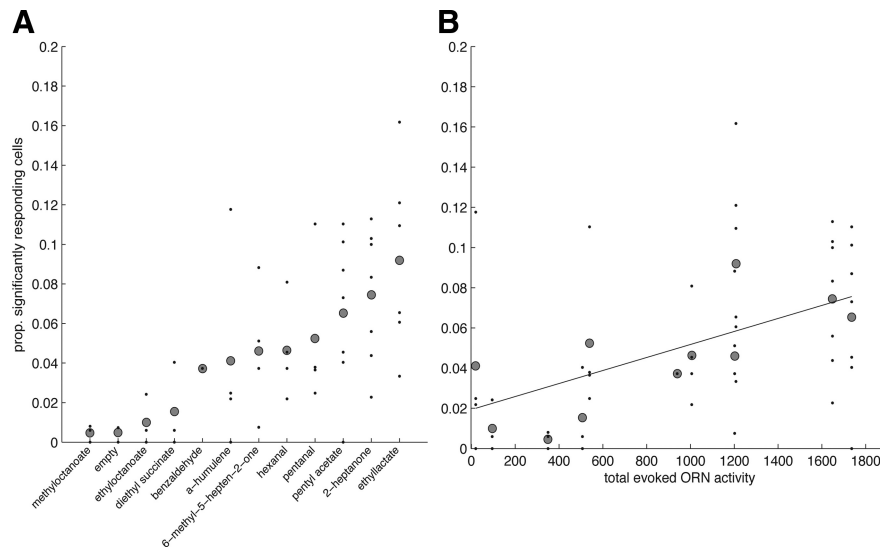 A
B
prop. significantly responding cells
0.2
0.18
0.16
0.14
0.12
0.1
0.08
0.06
0.04
0.02
0
methyloctanoate
empty
ethyloctanoate
diethyl succinate
benzaldehyde
a−humulene
6−methyl−5−hepten−2−one
hexanal
pentanal
pentyl acetate
2−heptanone
ethyllactate
0.2
0.18
0.16
0.14
0.12
0.1
0.08
0.06
0.04
0.02
0
0 200 400 600 800 1000 1200 1400 1600 1800
total evoked ORN activity